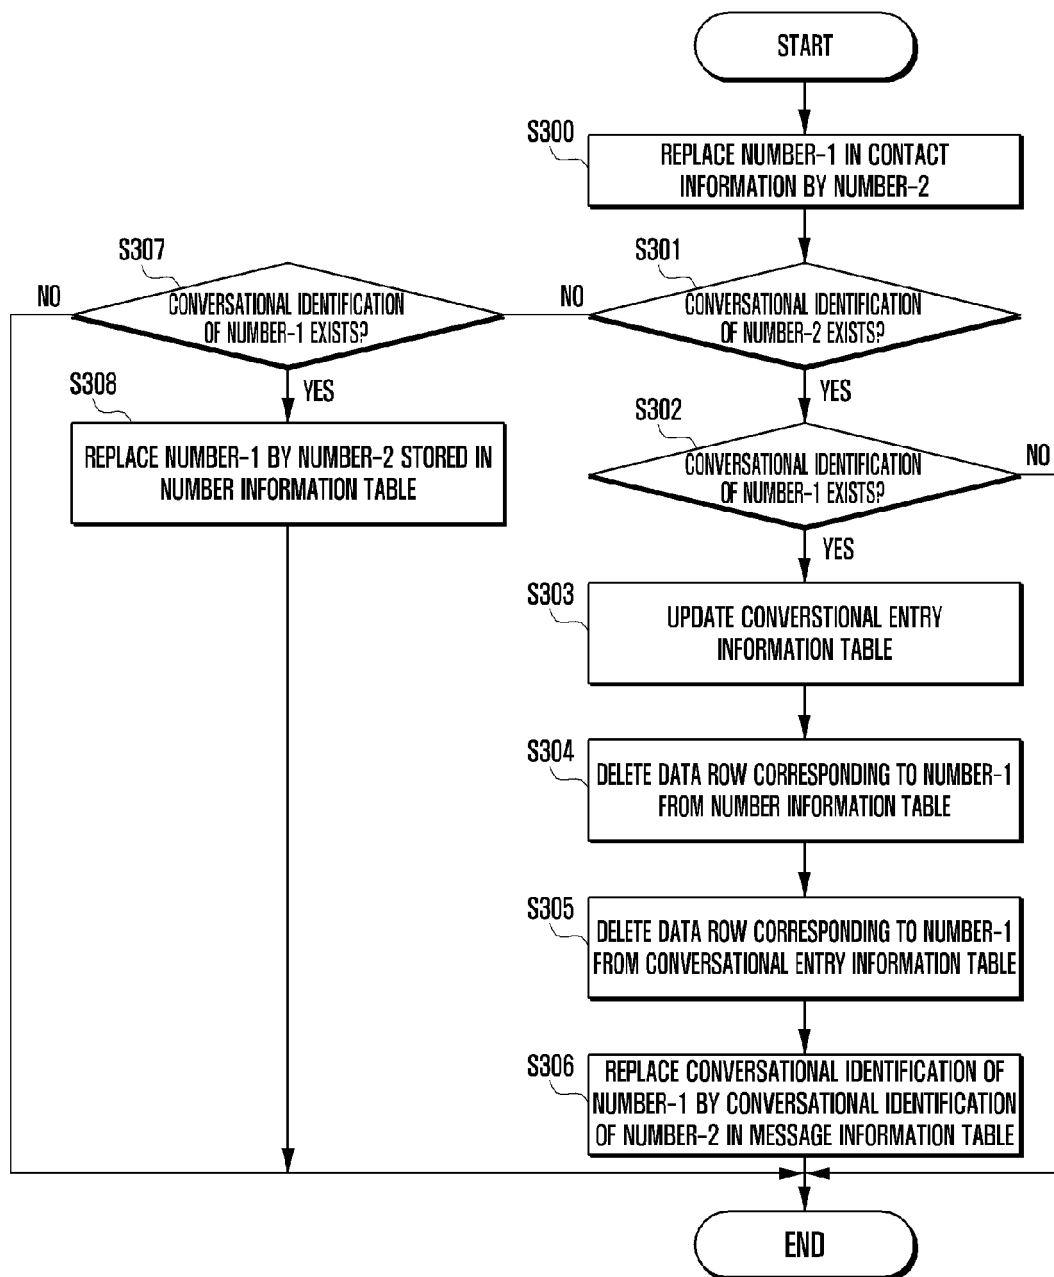 START
S300
REPLACE NUMBER-1 IN CONTACT
INFORMATION BY NUMBER-2
S307
S301
NO
CONVERSATIONAL IDENTIFICATION
OF NUMBER-1 EXISTS?
NO
CONVERSATIONAL IDENTIFICATION
OF NUMBER-2 EXISTS?
YES
YES
S308
REPLACE NUMBER-1 BY NUMBER-2 STORED IN
NUMBER INFORMATION TABLE
S302
CONVERSATIONAL IDENTIFICATION
OF NUMBER-1 EXISTS?
NO
YES
S303
UPDATE CONVERSTIONAL ENTRY
INFORMATION TABLE
S304
DELETE DATA ROW CORRESPONDING TO NUMBER-1
FROM NUMBER INFORMATION TABLE
S305
DELETE DATA ROW CORRESPONDING TO NUMBER-1
FROM CONVERSATIONAL ENTRY INFORMATION TABLE
S306
REPLACE CONVERSATIONAL IDENTIFICATION OF
NUMBER-1 BY CONVERSATIONAL IDENTIFICATION
OF NUMBER-2 IN MESSAGE INFORMATION TABLE
END